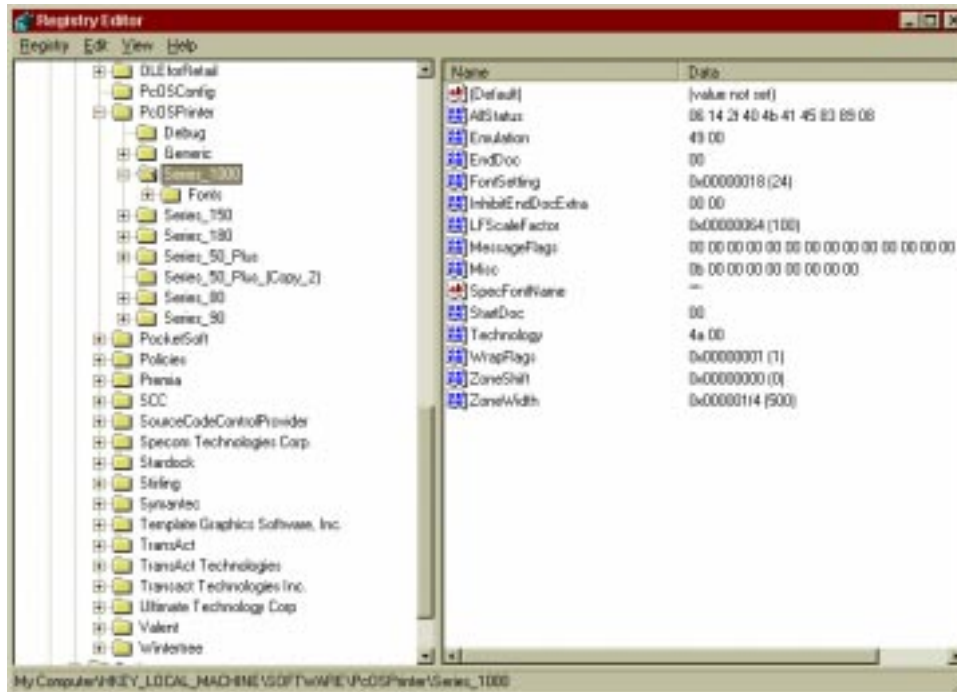 Registry Editor
Registry Edit View Help
OLEforRetail
PcOSConfig
PcOSPrinter
Debug
Generic
Series_1000
Fonts
Series_150
Series_180
Series_50_Plus
Series_50_Plus_(Copy_2)
Series_80
Series_90
PocketSoft
Policies
Premia
SCC
SourceCodeControlProvider
Specom Technologies Corp
Stardock
Stirling
Symantec
Template Graphics Software, Inc.
TransAct
TransAct Technologies
Transact Technologies Inc.
Ultimate Technology Corp
Valent
Wintertree
Name Data
(Default) (value not set)
AllStatus 06 14 2f 40 4b 41 45 83 89 08
Emulation 49 00
EndDoc 00
FontSetting 0x00000018 (24)
InhibitEndDocExtra 00 00
LFScaleFactor 0x00000064 (100)
MessageFlags 00 00 00 00 00 00 00 00 00 00 00 00 00
Misc 0b 00 00 00 00 00 00 00 00
SpecFontName ""
StartDoc 00
Technology 4a 00
WrapFlags 0x00000001 (1)
ZoneShift 0x00000000 (0)
ZoneWidth 0x000001f4 (500)
My Computer\HKEY_LOCAL_MACHINE\SOFTWARE\PcOSPrinter\Series_1000